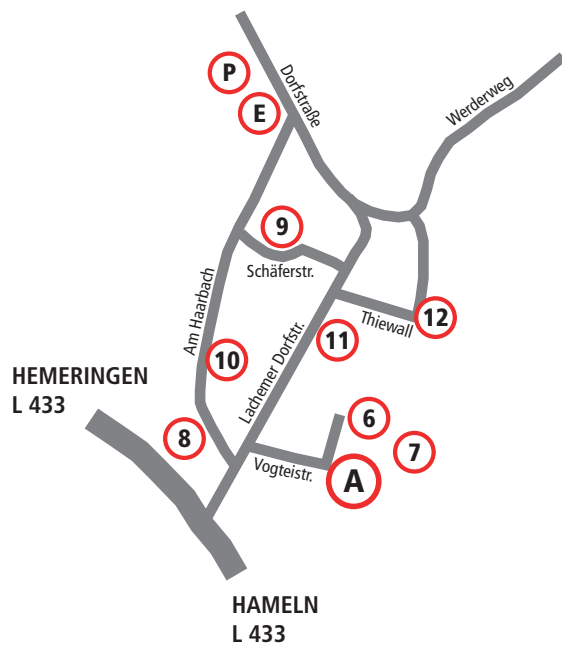 P
Dorfstraße
E
Werderweg
9
Schäferstr.
Am Haarbach
12
Thiewall
11
10
Lachemer Dorfstr.
HEMERINGEN
L 433
6
8
7
Vogteistr.
A
HAMELN
L 433